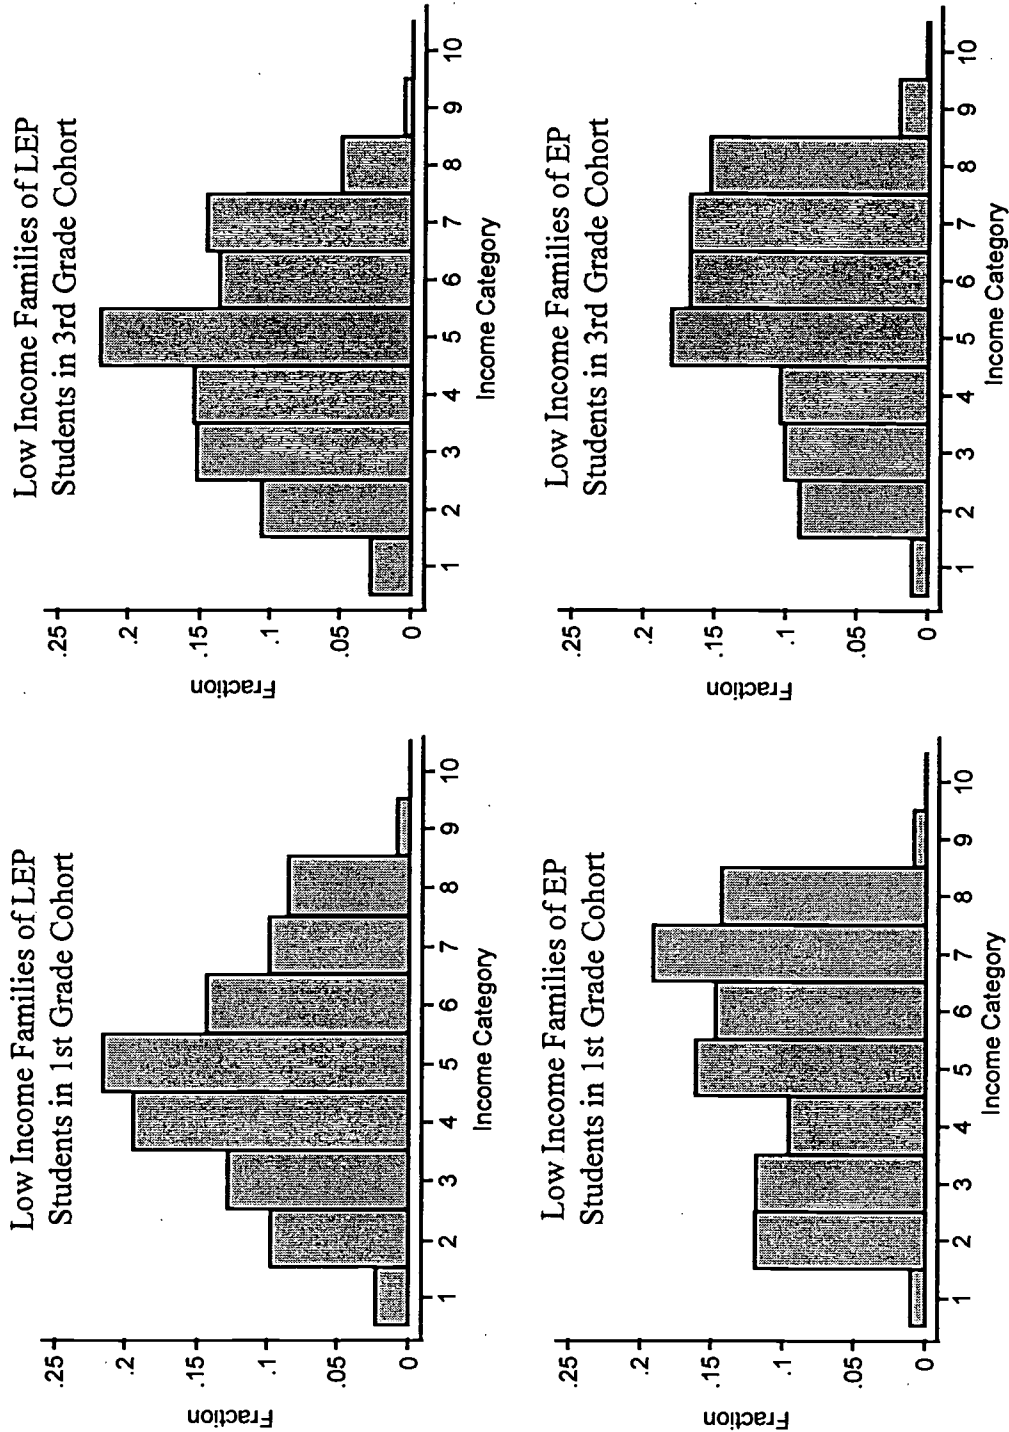 Low Income Families of LEP
Students in 1st Grade Cohort
Fraction
.25
.2
.15
.1
.05
0
1 2 3 4 5 6 7 8 9 10
Income Category
Low Income Families of LEP
Students in 3rd Grade Cohort
Fraction
.25
.2
.15
.1
.05
0
1 2 3 4 5 6 7 8 9 10
Income Category
Low Income Families of EP
Students in 1st Grade Cohort
Fraction
.25
.2
.15
.1
.05
0
1 2 3 4 5 6 7 8 9 10
Income Category
Low Income Families of EP
Students in 3rd Grade Cohort
Fraction
.25
.2
.15
.1
.05
0
1 2 3 4 5 6 7 8 9 10
Income Category